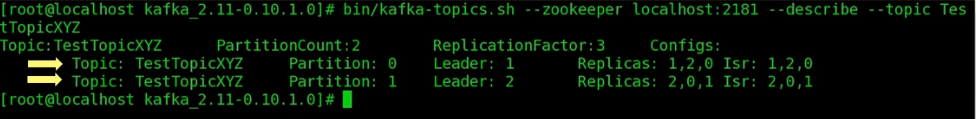 [root@localhost kafka_2.11-0.10.1.0]# bin/kafka-topics.sh --zookeeper localhost:2181 --describe --topic Tes
tTopicXYZ
Topic:TestTopicXYZ PartitionCount:2 ReplicationFactor:3 Configs:
Topic: TestTopicXYZ Partition: 0 Leader: 1 Replicas: 1,2,0 Isr: 1,2,0
Topic: TestTopicXYZ Partition: 1 Leader: 2 Replicas: 2,0,1 Isr: 2,0,1
[root@localhost kafka_2.11-0.10.1.0]#